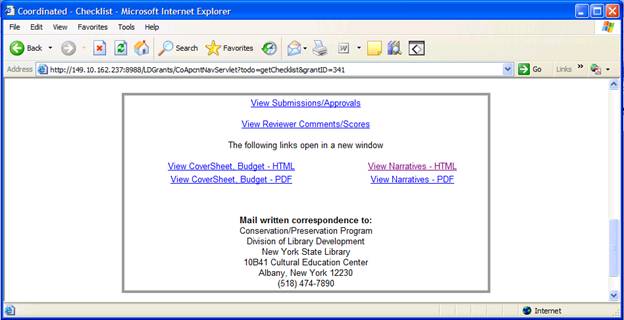 Coordinated - Checklist - Microsoft Internet Explorer
File Edit View Favorites Tools Help
Back Search Favorites
Address http://149.10.162.237:8988/LDGrants/CoApcntNavServlet?todo=getChecklist&grantID=341 Go Links »
View Submissions/Approvals
View Reviewer Comments/Scores
The following links open in a new window
View CoverSheet, Budget - HTML View Narratives - HTML
View CoverSheet, Budget - PDF View Narratives - PDF
Mail written correspondence to:
Conservation/Preservation Program
Division of Library Development
New York State Library
10B41 Cultural Education Center
Albany, New York 12230
(518) 474-7890
Internet